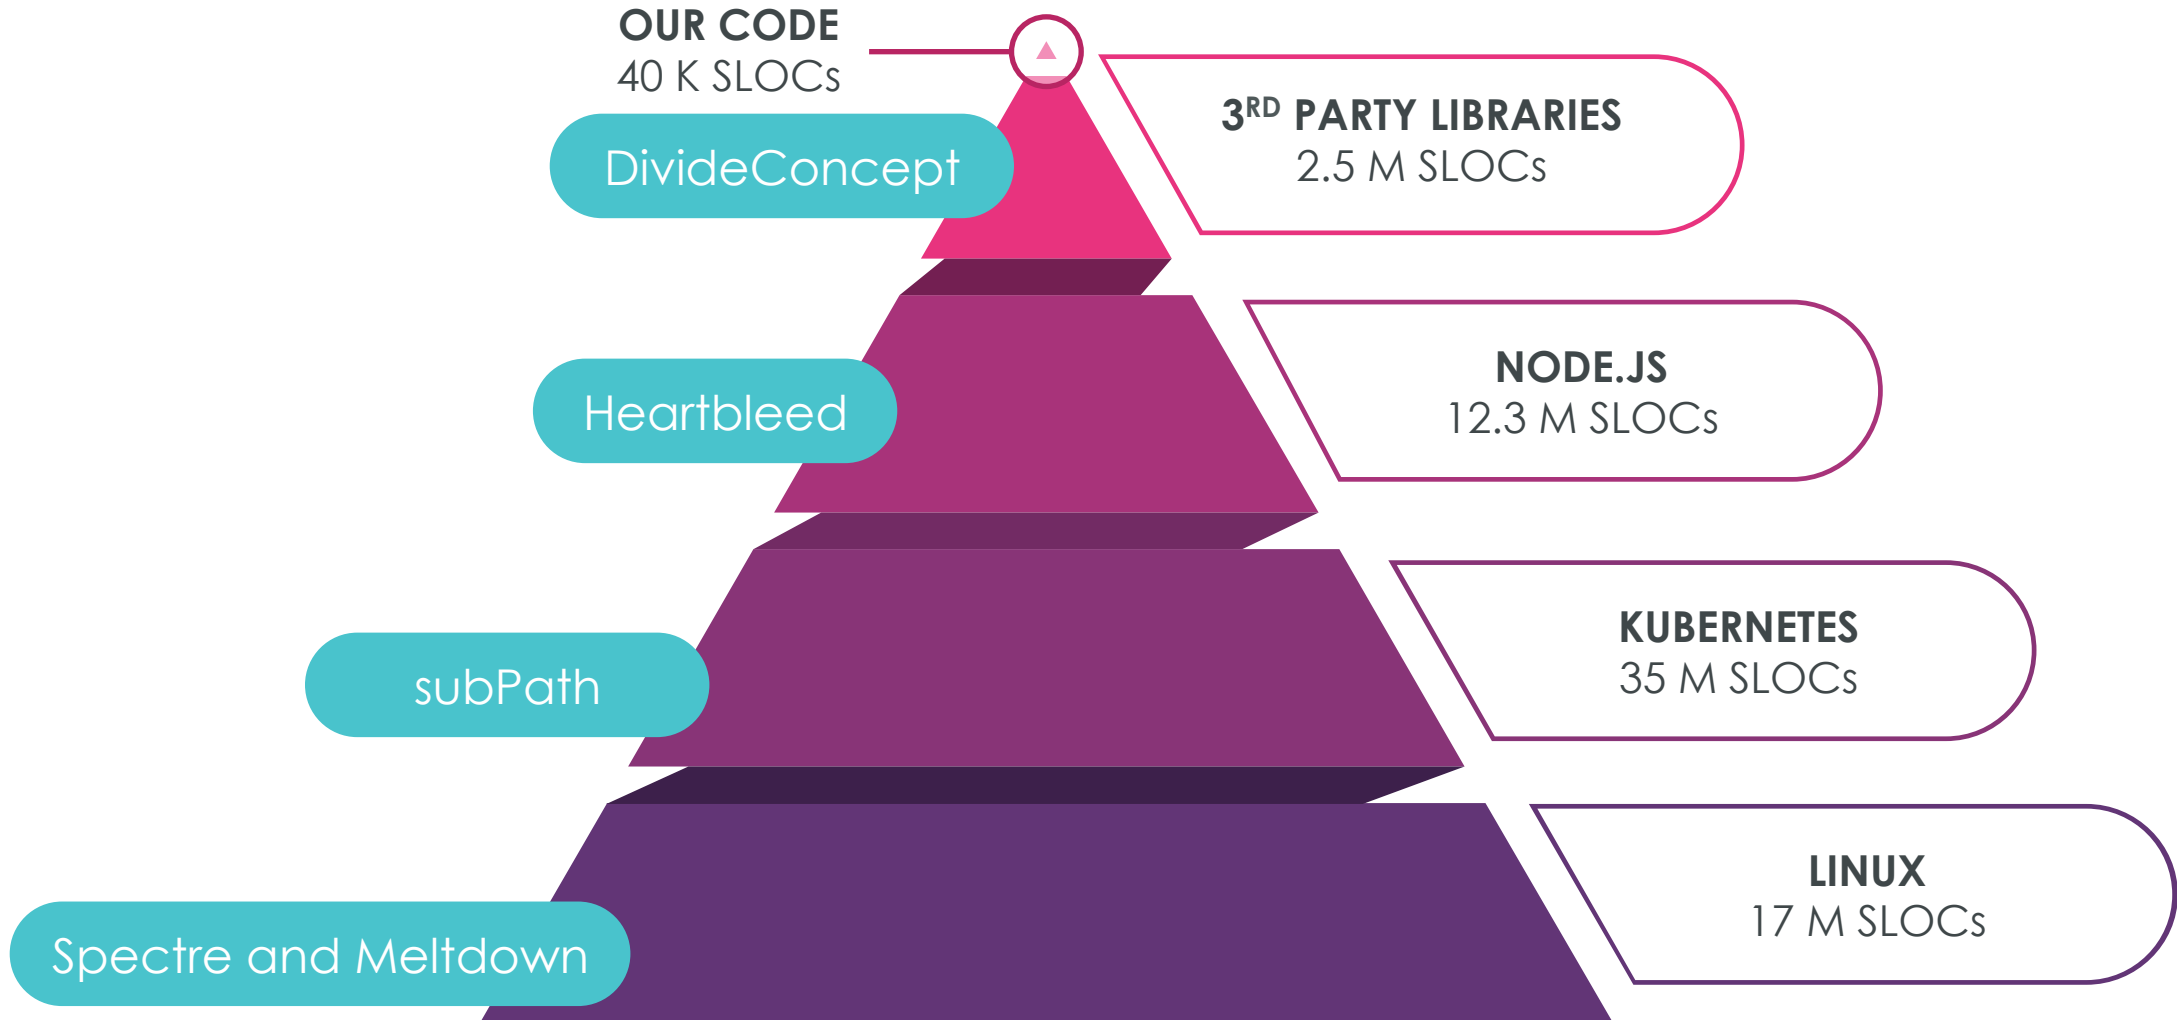 OUR CODE
40 K SLOCs
3RD PARTY LIBRARIES
2.5 M SLOCs
DivideConcept
NODE.JS
12.3 M SLOCs
Heartbleed
KUBERNETES
35 M SLOCs
subPath
LINUX
17 M SLOCs
Spectre and Meltdown